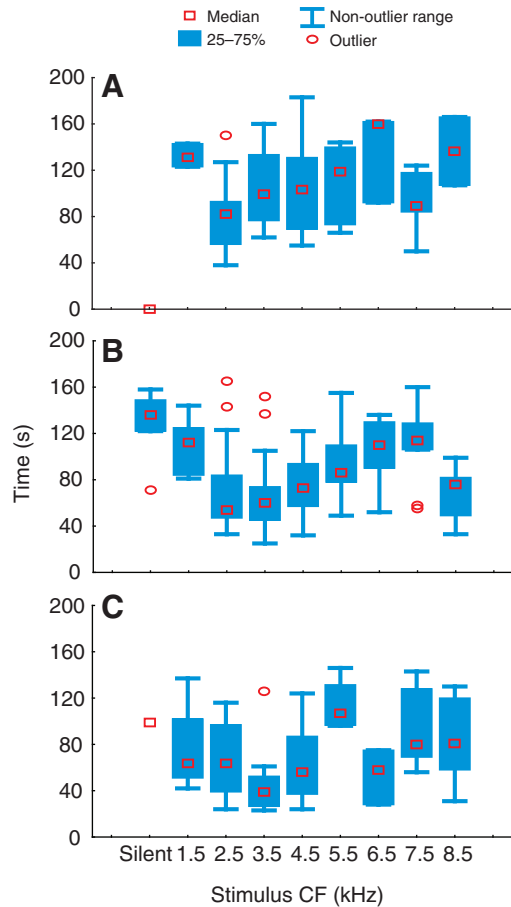 Median
Non-outlier range
25–75%
Outlier
A
200
160
120
80
40
0
B
200
160
120
80
40
0
C
200
160
120
80
40
0
Time (s)
Silent 1.5 2.5 3.5 4.5 5.5 6.5 7.5 8.5
Stimulus CF (kHz)